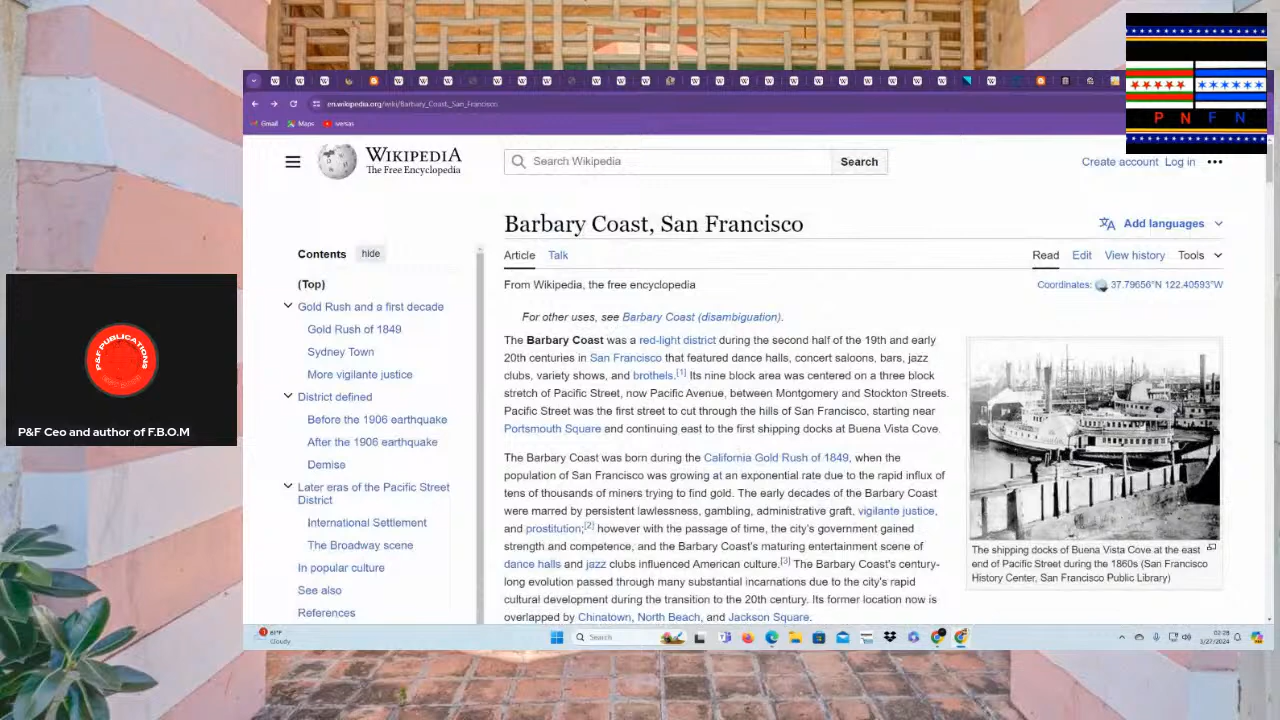 P N F N
en.wikipedia.org/wiki/Barbary_Coast,_San_Francisco
Gmail Maps
WIKIPEDIA
The Free Encyclopedia
Search Wikipedia
Search
Create account Log in
Barbary Coast, San Francisco
Add languages
Article Talk
Read Edit View history Tools
From Wikipedia, the free encyclopedia
Coordinates: 37.79656°N 122.40593°W
Contents hide
(Top)
Gold Rush and a first decade
Gold Rush of 1849
Sydney Town
More vigilante justice
District defined
Before the 1906 earthquake
After the 1906 earthquake
Demise
Later eras of the Pacific Street
District
International Settlement
The Broadway scene
In popular culture
See also
References
For other uses, see Barbary Coast (disambiguation).
The Barbary Coast was a red-light district during the second half of the 19th and early
20th centuries in San Francisco that featured dance halls, concert saloons, bars, jazz
clubs, variety shows, and brothels.[1] Its nine block area was centered on a three block
stretch of Pacific Street, now Pacific Avenue, between Montgomery and Stockton Streets.
Pacific Street was the first street to cut through the hills of San Francisco, starting near
Portsmouth Square and continuing east to the first shipping docks at Buena Vista Cove.
The Barbary Coast was born during the California Gold Rush of 1849, when the
population of San Francisco was growing at an exponential rate due to the rapid influx of
tens of thousands of miners trying to find gold. The early decades of the Barbary Coast
were marred by persistent lawlessness, gambling, administrative graft, vigilante justice,
and prostitution;[2] however with the passage of time, the city's government gained
strength and competence, and the Barbary Coast's maturing entertainment scene of
dance halls and jazz clubs influenced American culture.[3] The Barbary Coast's century-
long evolution passed through many substantial incarnations due to the city's rapid
cultural development during the transition to the 20th century. Its former location now is
overlapped by Chinatown, North Beach, and Jackson Square.
The shipping docks of Buena Vista Cove at the east
end of Pacific Street during the 1860s (San Francisco
History Center, San Francisco Public Library)
P&F PUBLICATIONS
P&F Ceo and author of F.B.O.M
Cloudy
Search
02:28
3/27/2024